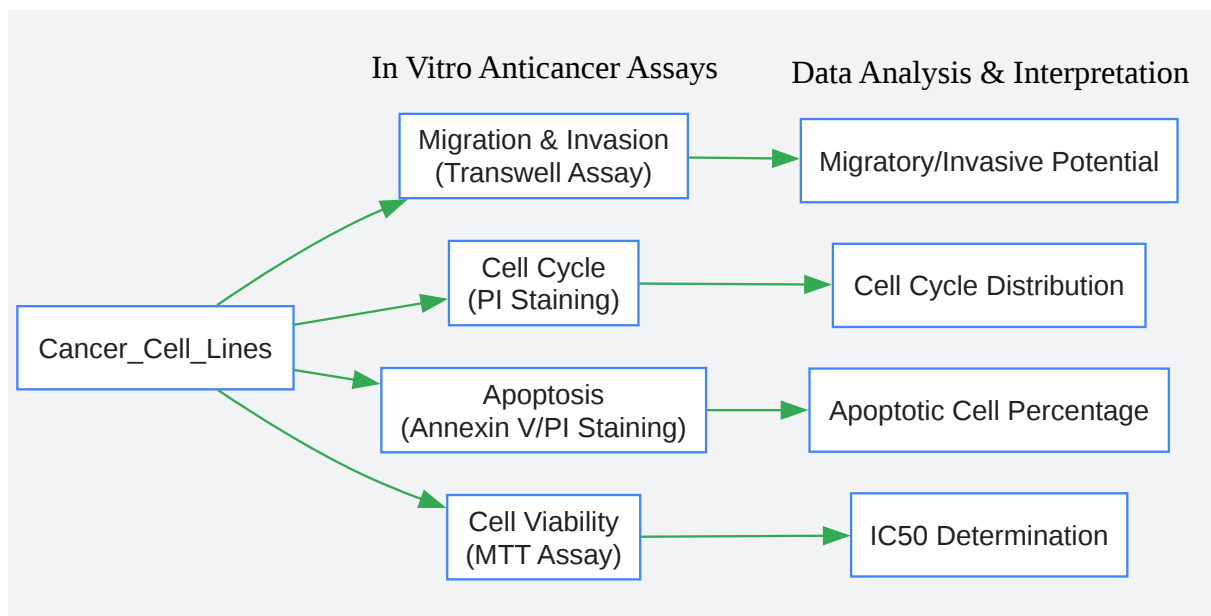 In Vitro Anticancer Assays
Data Analysis & Interpretation
Migration & Invasion
(Transwell Assay)
Migratory/Invasive Potential
Cell Cycle
(PI Staining)
Cell Cycle Distribution
Cancer_Cell_Lines
Apoptosis
(Annexin V/PI Staining)
Apoptotic Cell Percentage
Cell Viability
(MTT Assay)
IC50 Determination